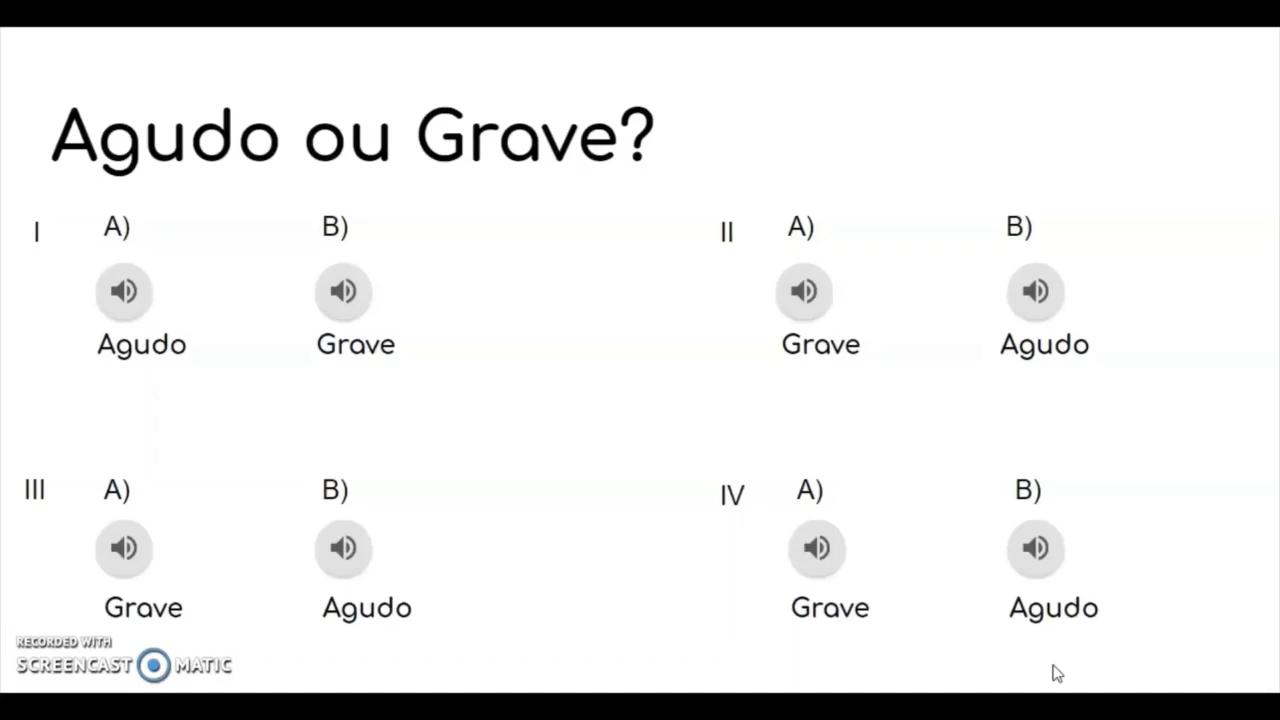 Agudo ou Grave?
I A) B) II A) B)
Agudo Grave Grave Agudo
III A) B) IV A) B)
Grave Agudo Grave Agudo
RECORDED WITH
SCREENCAST MATIC